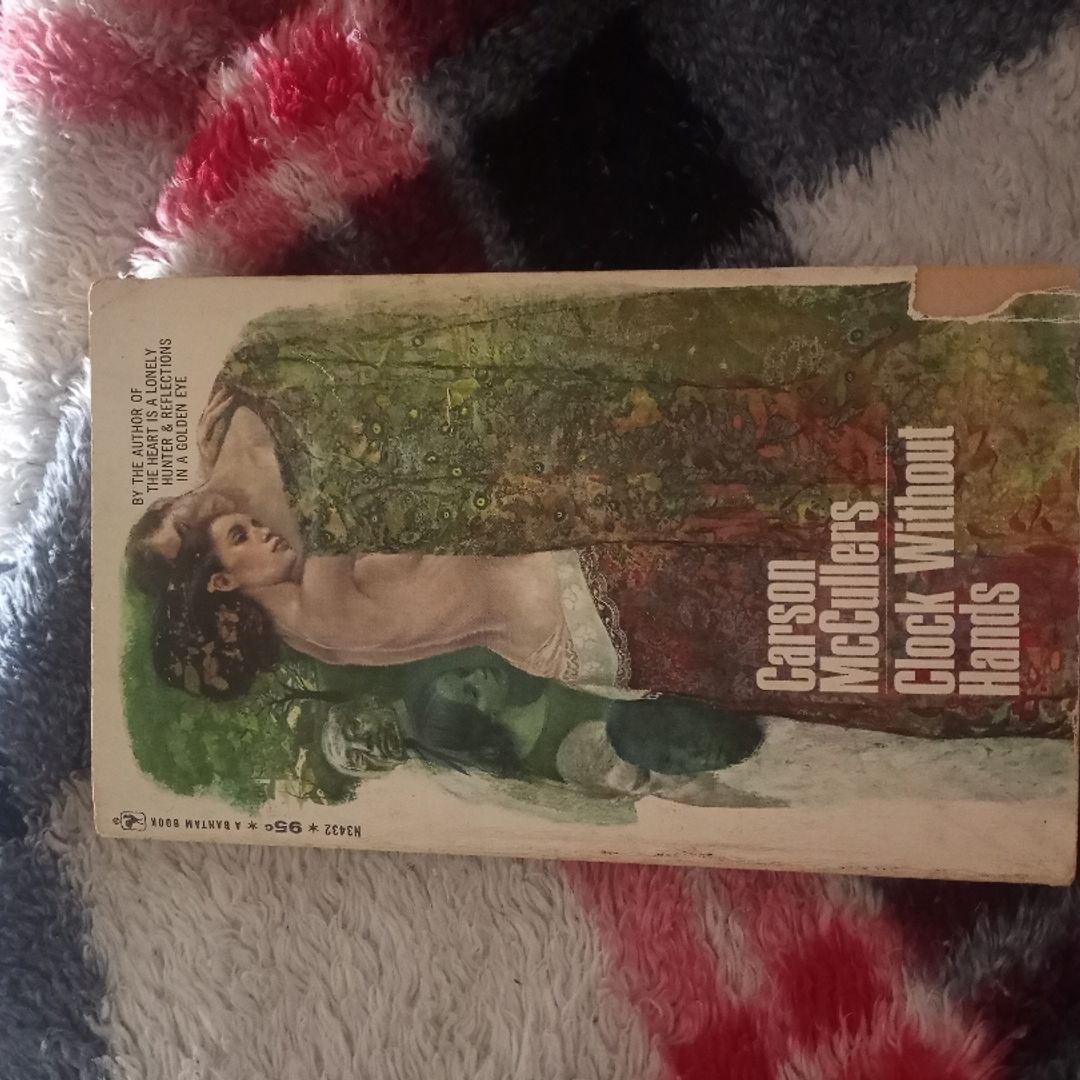 BY THE AUTHOR OF
THE HEART IS A LONELY
HUNTER & REFLECTIONS
IN A GOLDEN EYE
Carson
McCullers
Clock Without
Hands
N3432 * 95c * A BANTAM BOOK